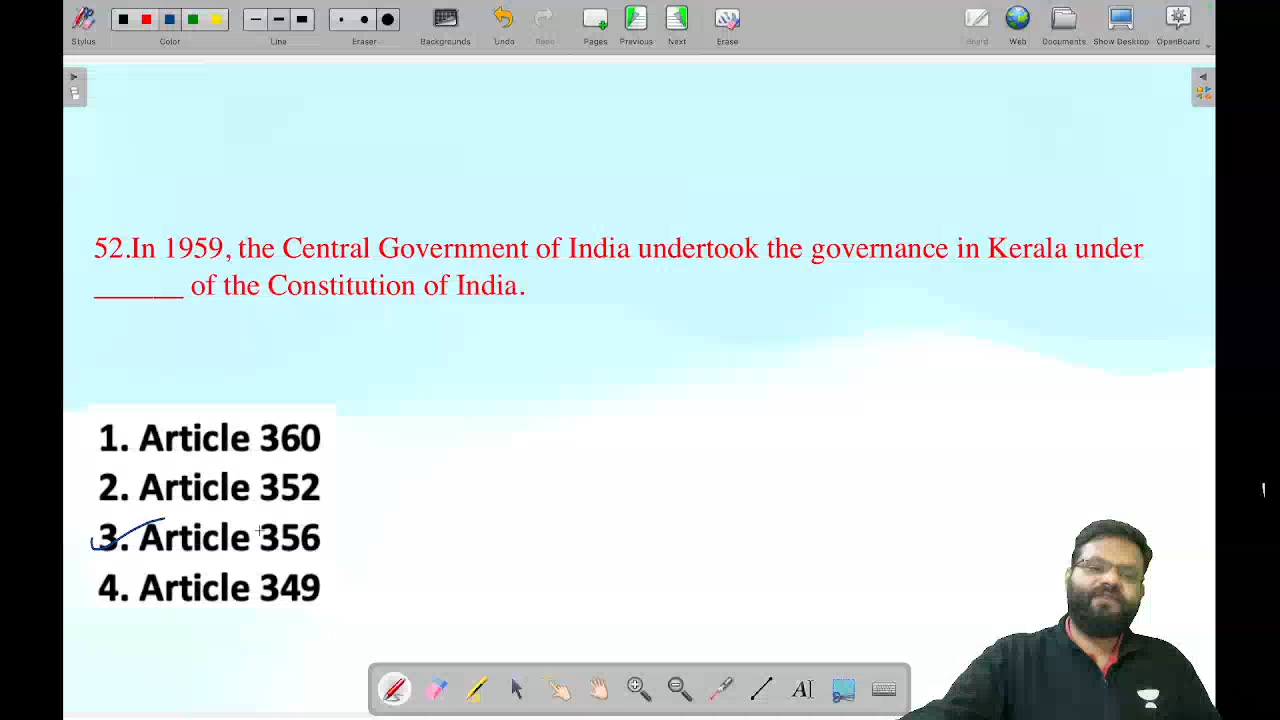 Stylus
Color
Line
Eraser
Backgrounds
Undo
Redo
Pages
Previous
Next
Erase
Board
Web
Documents
Show Desktop
OpenBoard
52.In 1959, the Central Government of India undertook the governance in Kerala under
______ of the Constitution of India.
1. Article 360
2. Article 352
3. Article 356
4. Article 349